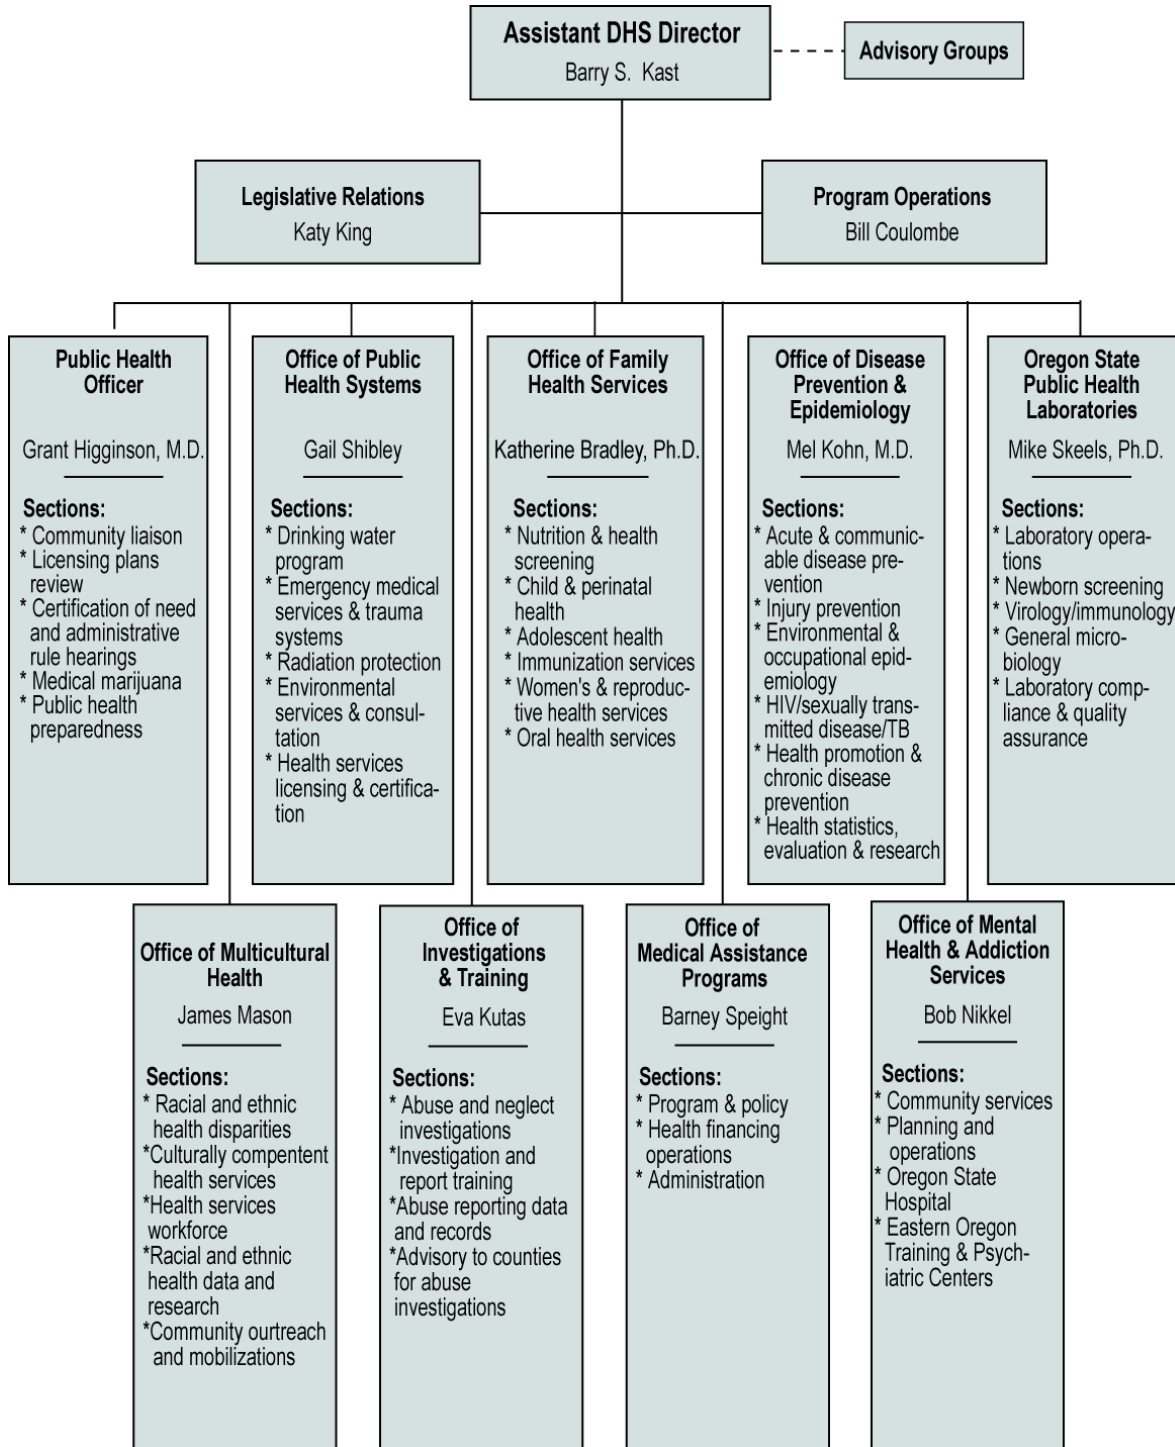 Assistant DHS Director
Barry S. Kast
Advisory Groups
Legislative Relations
Katy King
Program Operations
Bill Coulombe
Public Health
Officer
Grant Higginson, M.D.
Sections:
* Community liaison
* Licensing plans
review
* Certification of need
and administrative
rule hearings
* Medical marijuana
* Public health
preparedness
Office of Public
Health Systems
Gail Shibley
Sections:
* Drinking water
program
* Emergency medical
services & trauma
systems
* Radiation protection
* Environmental
services & consul-
tation
* Health services
licensing & certifica-
tion
Office of Family
Health Services
Katherine Bradley, Ph.D.
Sections:
* Nutrition & health
screening
* Child & perinatal
health
* Adolescent health
* Immunization services
* Women's & reproduc-
tive health services
* Oral health services
Office of Disease
Prevention &
Epidemiology
Mel Kohn, M.D.
Sections:
* Acute & communic-
able disease pre-
vention
* Injury prevention
* Environmental &
occupational epid-
emiology
* HIV/sexually trans-
mitted disease/TB
* Health promotion &
chronic disease
prevention
* Health statistics,
evaluation & research
Oregon State
Public Health
Laboratories
Mike Skeels, Ph.D.
Sections:
* Laboratory opera-
tions
* Newborn screening
* Virology/immunology
* General micro-
biology
* Laboratory comp-
liance & quality
assurance
Office of Multicultural
Health
James Mason
Sections:
* Racial and ethnic
health disparities
*Culturally compentent
health services
*Health services
workforce
*Racial and ethnic
health data and
research
*Community ourtreach
and mobilizations
Office of
Investigations
& Training
Eva Kutas
Sections:
* Abuse and neglect
investigations
*Investigation and
report training
*Abuse reporting data
and records
*Advisory to counties
for abuse
investigations
Office of
Medical Assistance
Programs
Barney Speight
Sections:
* Program & policy
* Health financing
operations
* Administration
Office of Mental
Health & Addiction
Services
Bob Nikkel
Sections:
* Community services
* Planning and
operations
* Oregon State
Hospital
* Eastern Oregon
Training & Psych-
iatric Centers